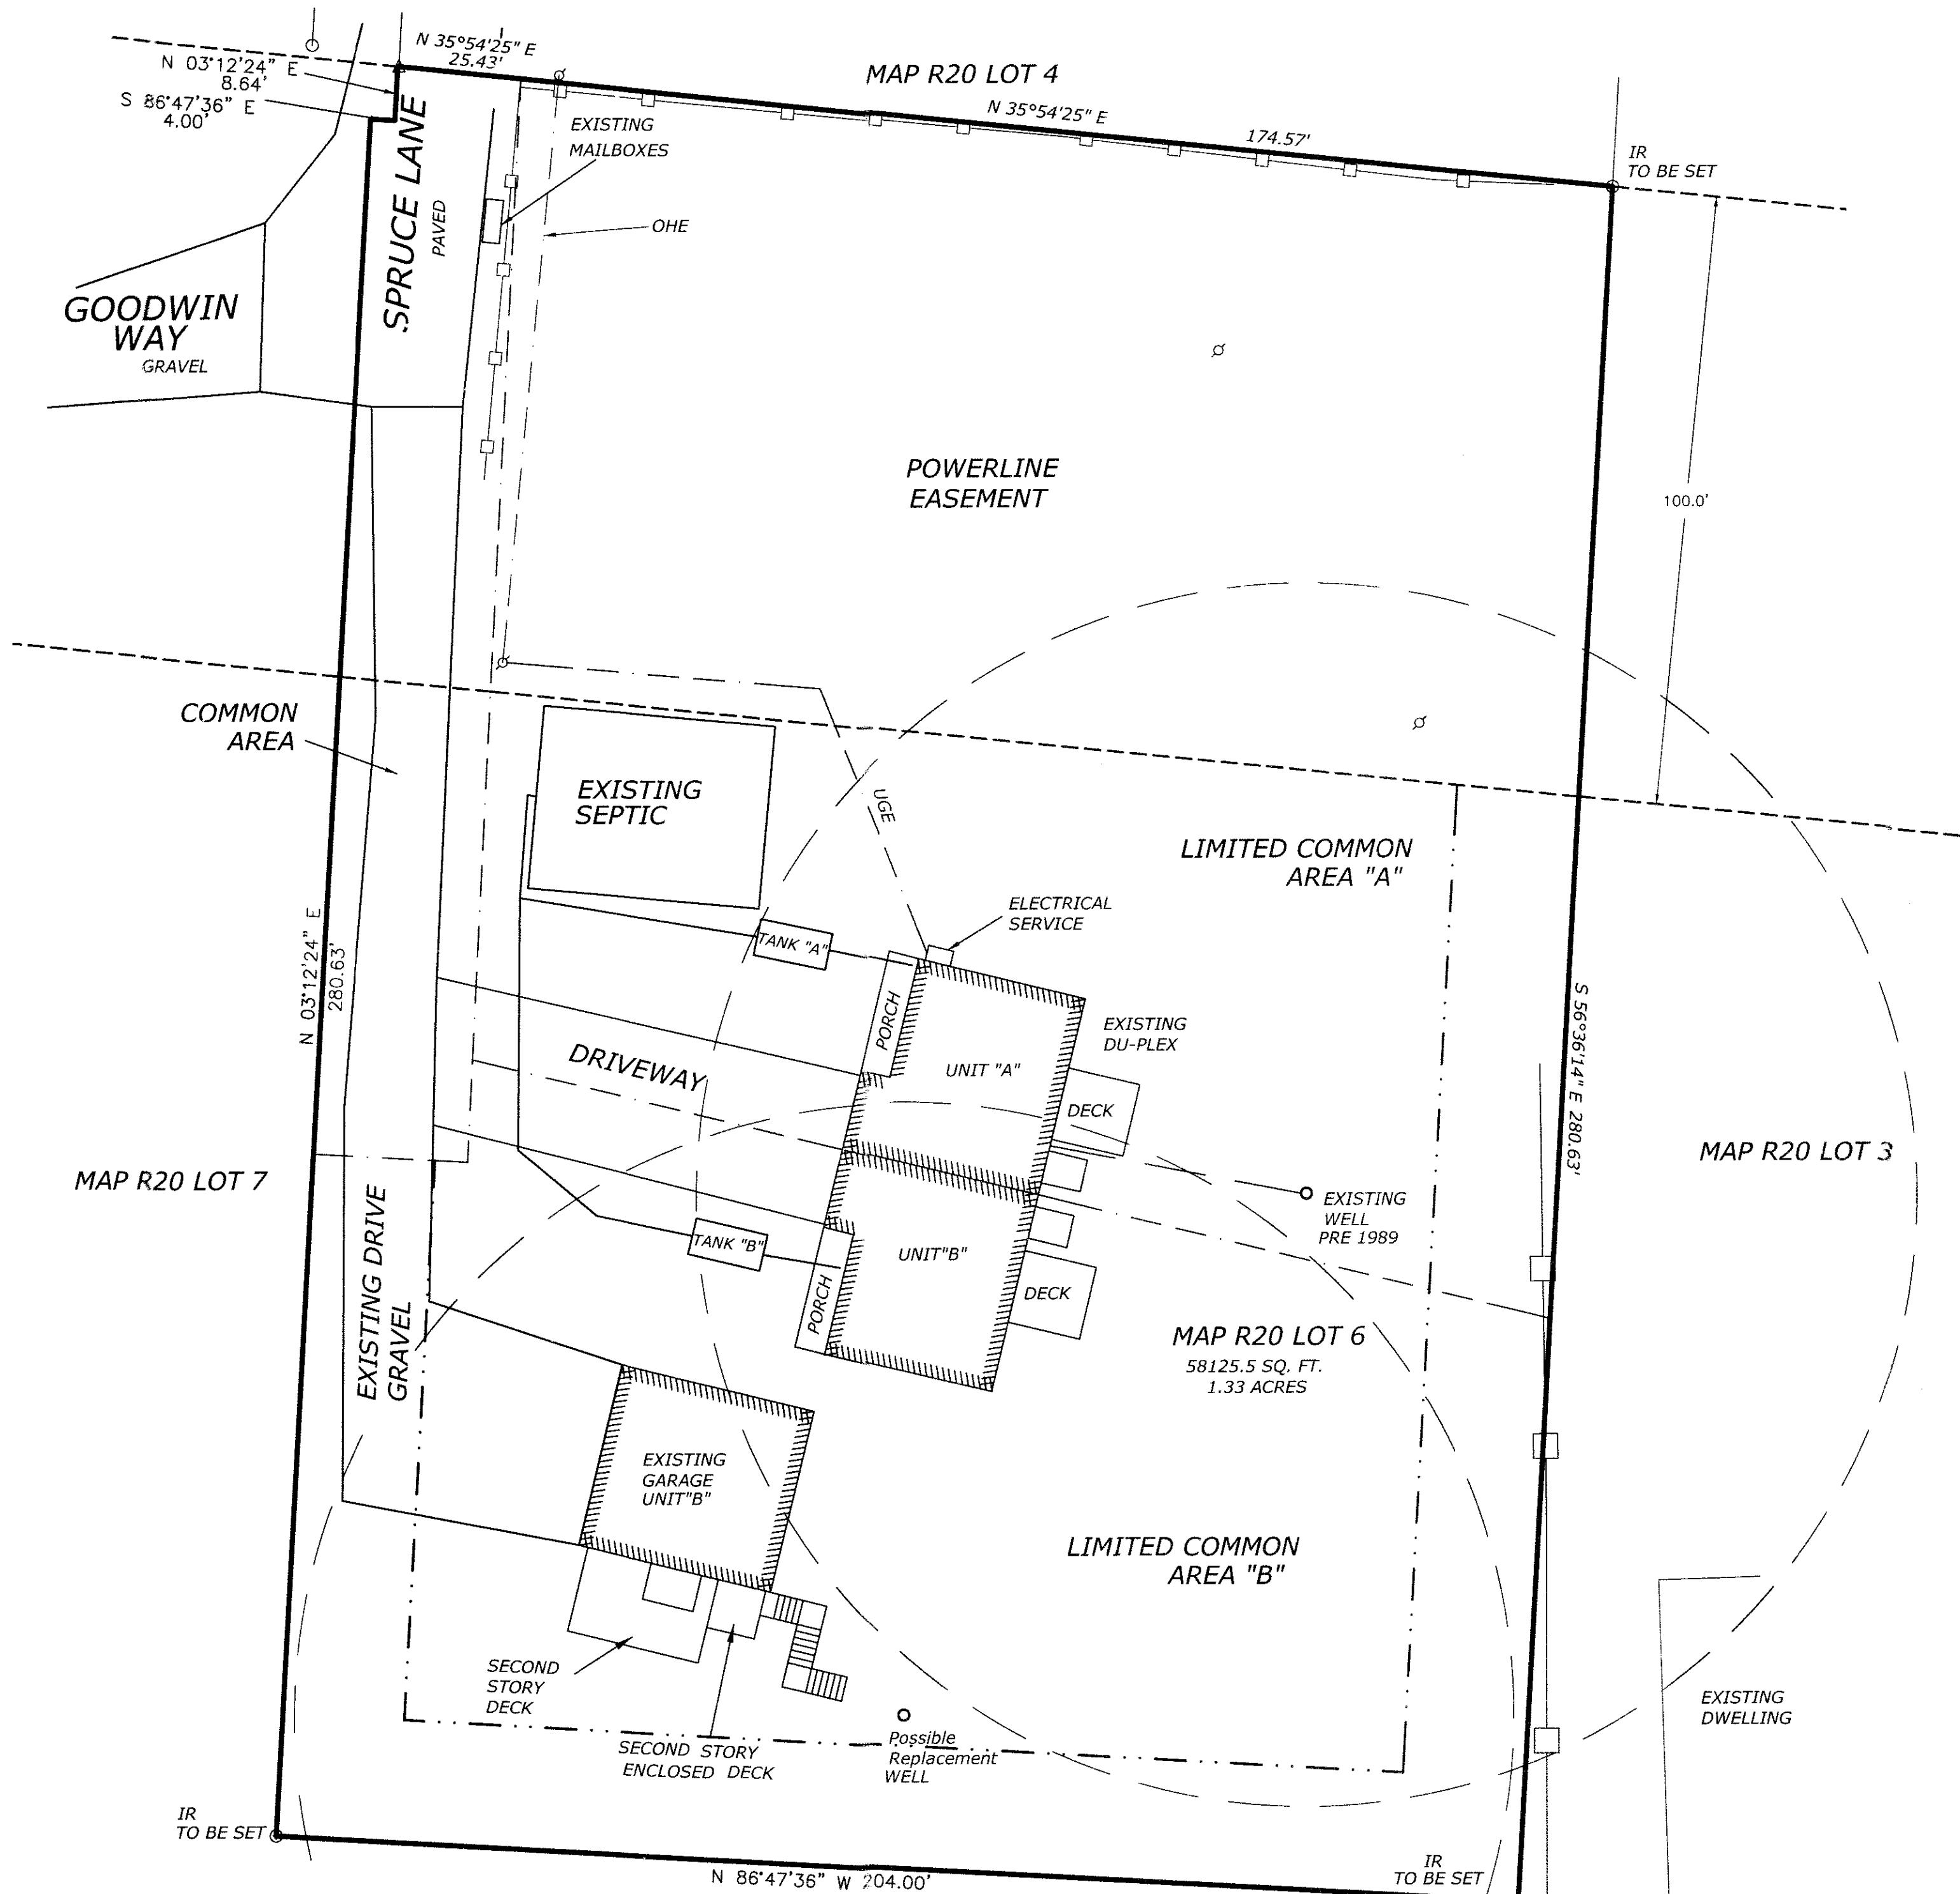 N 35°54'25" E
25.43'
N 03°12'24" E
8.64'
S 86°47'36" E
4.00'
MAP R20 LOT 4
N 35°54'25" E
174.57'
IR
TO BE SET
SPRUCE LANE
PAVED
EXISTING
MAILBOXES
OHE
GOODWIN
WAY
GRAVEL
POWERLINE
EASEMENT
100.0'
COMMON
AREA
EXISTING
SEPTIC
UGE
LIMITED COMMON
AREA "A"
ELECTRICAL
SERVICE
TANK "A"
N 03°12'24" E
280.63'
PORCH
EXISTING
DU-PLEX
UNIT "A"
DRIVEWAY
DECK
S 56°36'14" E 280.63'
MAP R20 LOT 3
MAP R20 LOT 7
EXISTING
WELL
PRE 1989
TANK "B"
UNIT"B"
PORCH
DECK
EXISTING DRIVE
GRAVEL
MAP R20 LOT 6
58125.5 SQ. FT.
1.33 ACRES
EXISTING
GARAGE
UNIT"B"
LIMITED COMMON
AREA "B"
SECOND
STORY
DECK
SECOND STORY
ENCLOSED DECK
Possible
Replacement
WELL
EXISTING
DWELLING
IR
TO BE SET
N 86°47'36" W 204.00'
IR
TO BE SET